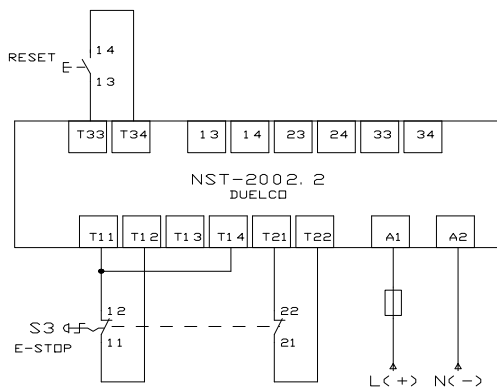 14
RESET E
13
T33 T34 13 14 23 24 33 34
NST-2002.2
DUELCO
T11 T12 T13 T14 T21 T22 A1 A2
12 22
S3
11 21
E-STOP
L(+) N(-)